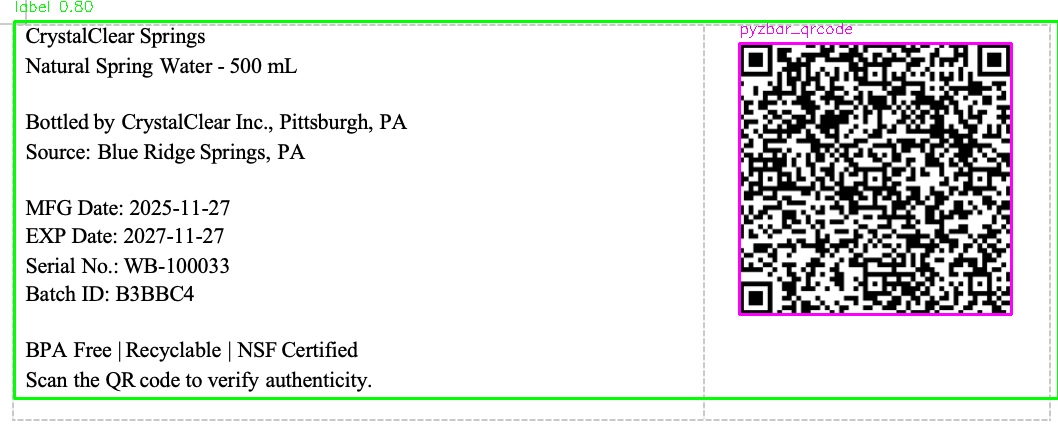 label 0.80
CrystalClear Springs
Natural Spring Water - 500 mL
Bottled by CrystalClear Inc., Pittsburgh, PA
Source: Blue Ridge Springs, PA
MFG Date: 2025-11-27
EXP Date: 2027-11-27
Serial No.: WB-100033
Batch ID: B3BBC4
BPA Free | Recyclable | NSF Certified
Scan the QR code to verify authenticity.
pyzbar_qrcode